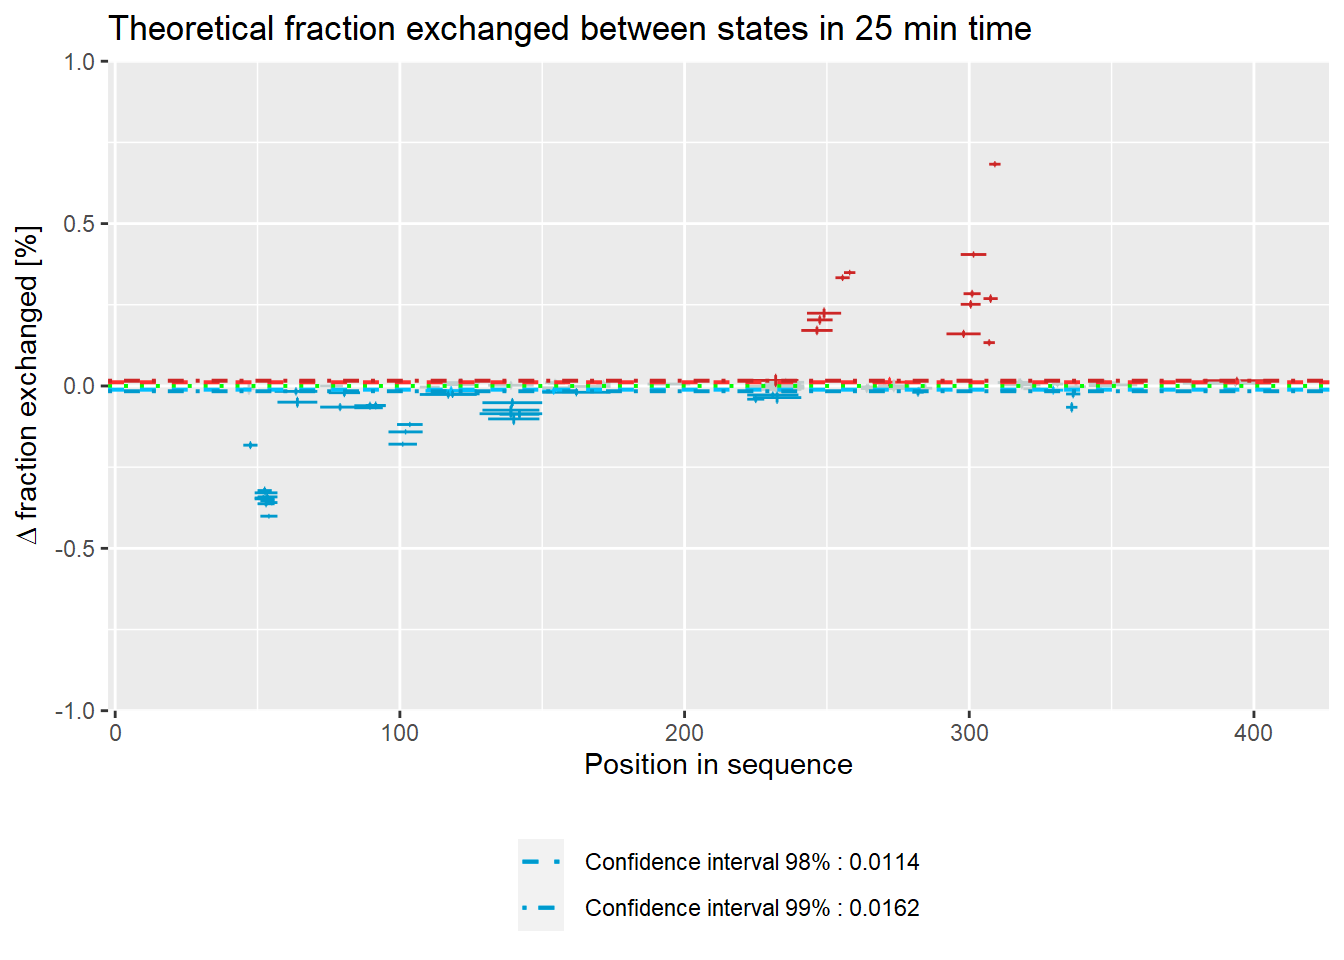 Theoretical fraction exchanged between states in 25 min time
1.0
0.5
0.0
-0.5
-1.0
Δ fraction exchanged [%]
0
100
200
300
400
Position in sequence
Confidence interval 98% : 0.0114
Confidence interval 99% : 0.0162